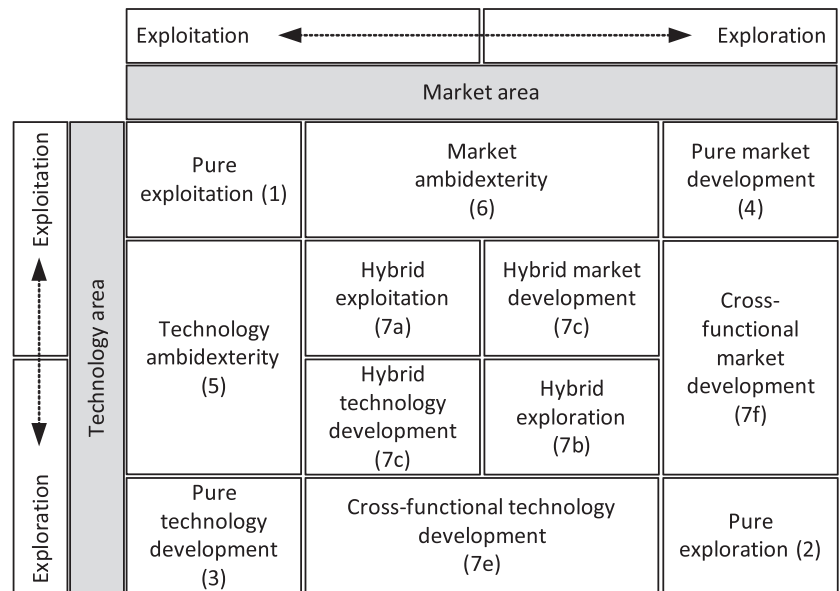 Exploitation
Exploration
Market area
Exploitation
Exploration
Technology area
Pure
exploitation (1)
Market
ambidexterity
(6)
Pure market
development
(4)
Technology
ambidexterity
(5)
Hybrid
exploitation
(7a)
Hybrid market
development
(7c)
Cross-
functional
market
development
(7f)
Hybrid
technology
development
(7c)
Hybrid
exploration
(7b)
Pure
technology
development
(3)
Cross-functional technology
development
(7e)
Pure
exploration (2)